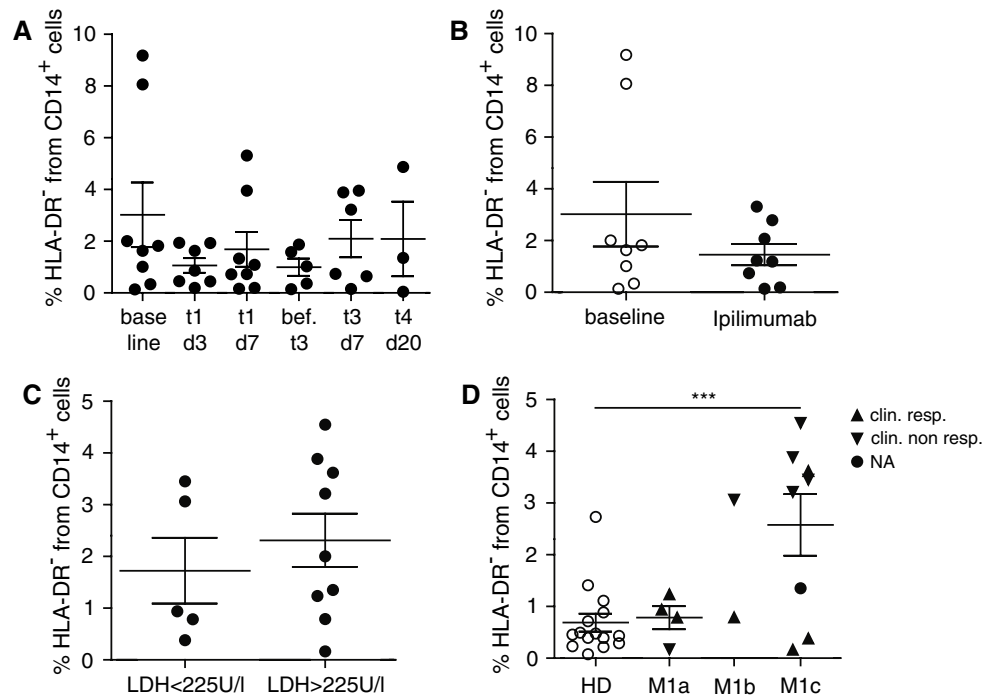 A
% HLA-DR⁻ from CD14⁺ cells
10
8
6
4
2
0
base line
t1 d3
t1 d7
bef. t3
t3 d7
t4 d20
B
% HLA-DR⁻ from CD14⁺ cells
10
8
6
4
2
0
baseline
Ipilimumab
C
% HLA-DR⁻ from CD14⁺ cells
5
4
3
2
1
0
LDH<225U/l
LDH>225U/l
D
% HLA-DR⁻ from CD14⁺ cells
5
4
3
2
1
0
***
HD
M1a
M1b
M1c
clin. resp.
clin. non resp.
NA